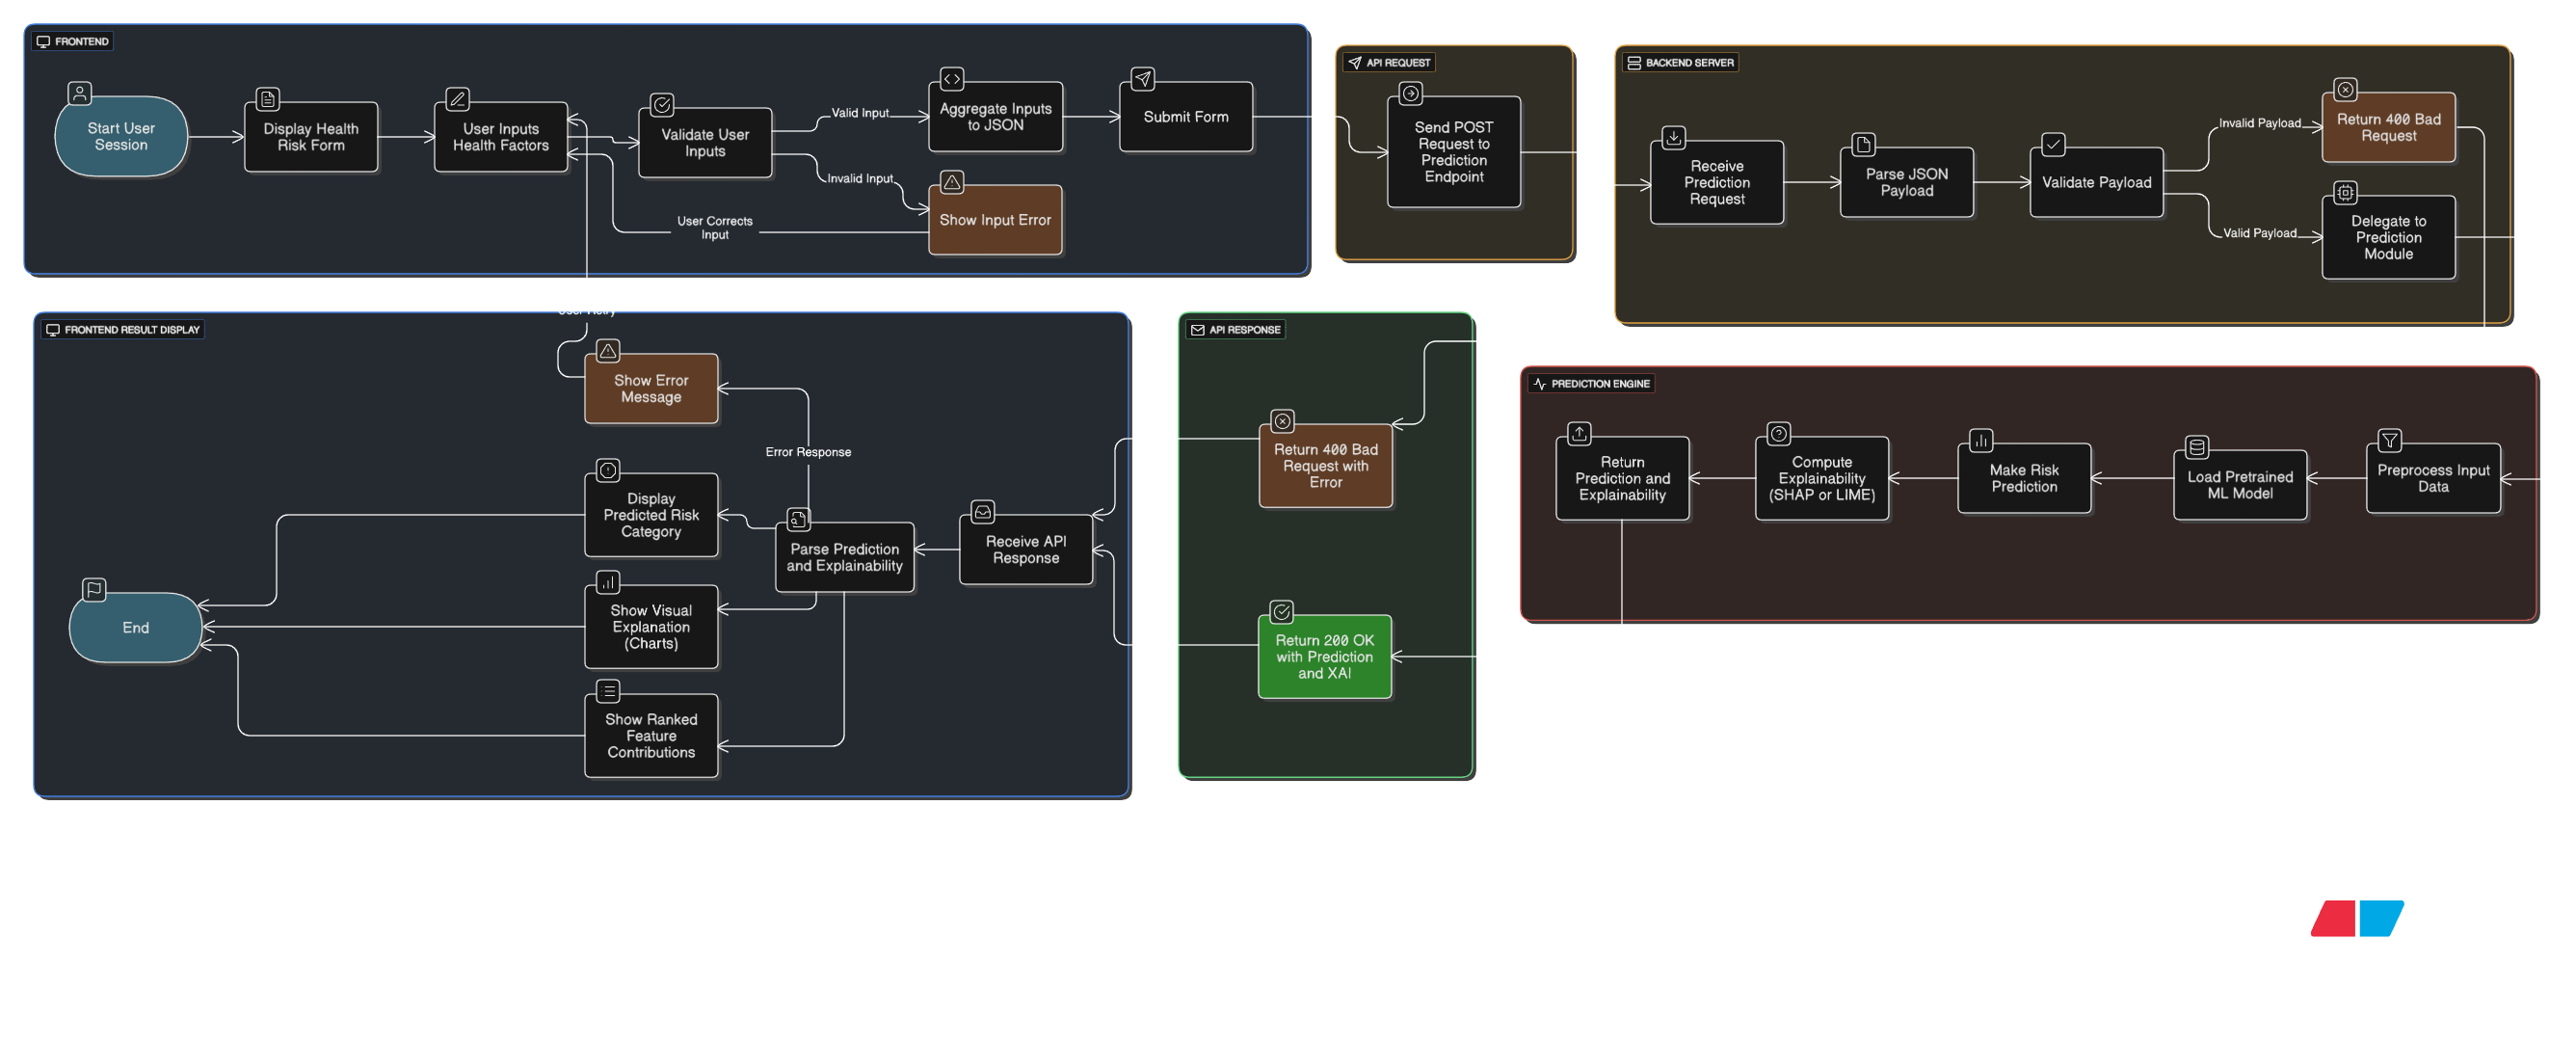 FRONTEND
Start User
Session
Display Health
Risk Form
User Inputs
Health Factors
Validate User
Inputs
Valid Input
Invalid Input
Aggregate Inputs
to JSON
Submit Form
Show Input Error
User Corrects
Input
API REQUEST
Send POST
Request to
Prediction
Endpoint
BACKEND SERVER
Receive
Prediction
Request
Parse JSON
Payload
Validate Payload
Invalid Payload
Valid Payload
Return 400 Bad
Request
Delegate to
Prediction
Module
FRONTEND RESULT DISPLAY
User Retry
Show Error
Message
Error Response
Display
Predicted Risk
Category
Parse Prediction
and Explainability
Receive API
Response
End
Show Visual
Explanation
(Charts)
Show Ranked
Feature
Contributions
API RESPONSE
Return 400 Bad
Request with
Error
Return 200 OK
with Prediction
and XAI
PREDICTION ENGINE
Return
Prediction and
Explainability
Compute
Explainability
(SHAP or LIME)
Make Risk
Prediction
Load Pretrained
ML Model
Preprocess Input
Data